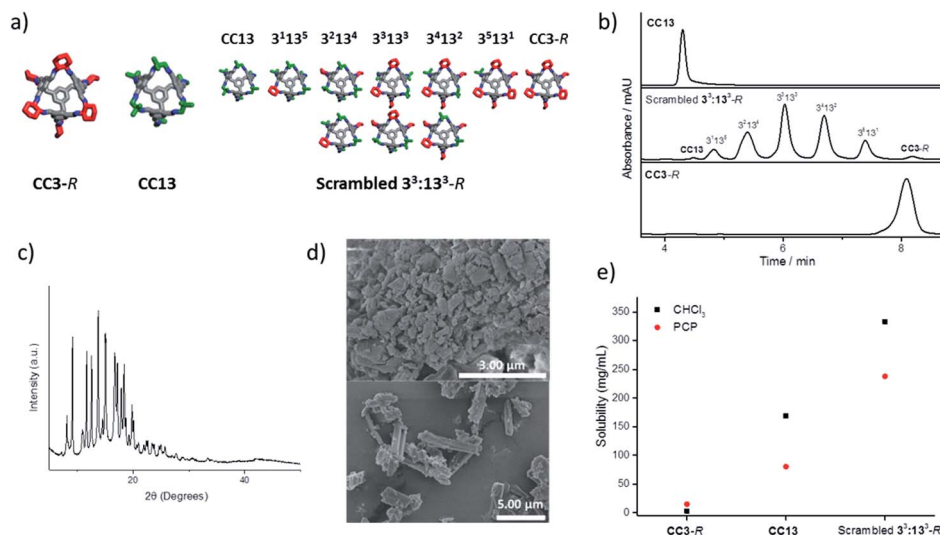 a)
CC13 3¹13⁵ 3²13⁴ 3³13³ 3⁴13² 3⁵13¹ CC3-R
CC3-R CC13 Scrambled 3³:13³-R
b)
CC13
Scrambled 3³:13³-R
CC13 3¹13⁵ 3²13⁴ 3³13³ 3⁴13² 3⁵13¹ CC3-R
CC3-R
Absorbance / mAU
4 6 8
Time / min
c)
Intensity (a.u.)
20 40
2θ (Degrees)
d)
3.00 μm
5.00 μm
e)
CHCl₃
PCP
Solubility (mg/mL)
350
300
250
200
150
100
50
0
CC3-R CC13 Scrambled 3³:13³-R